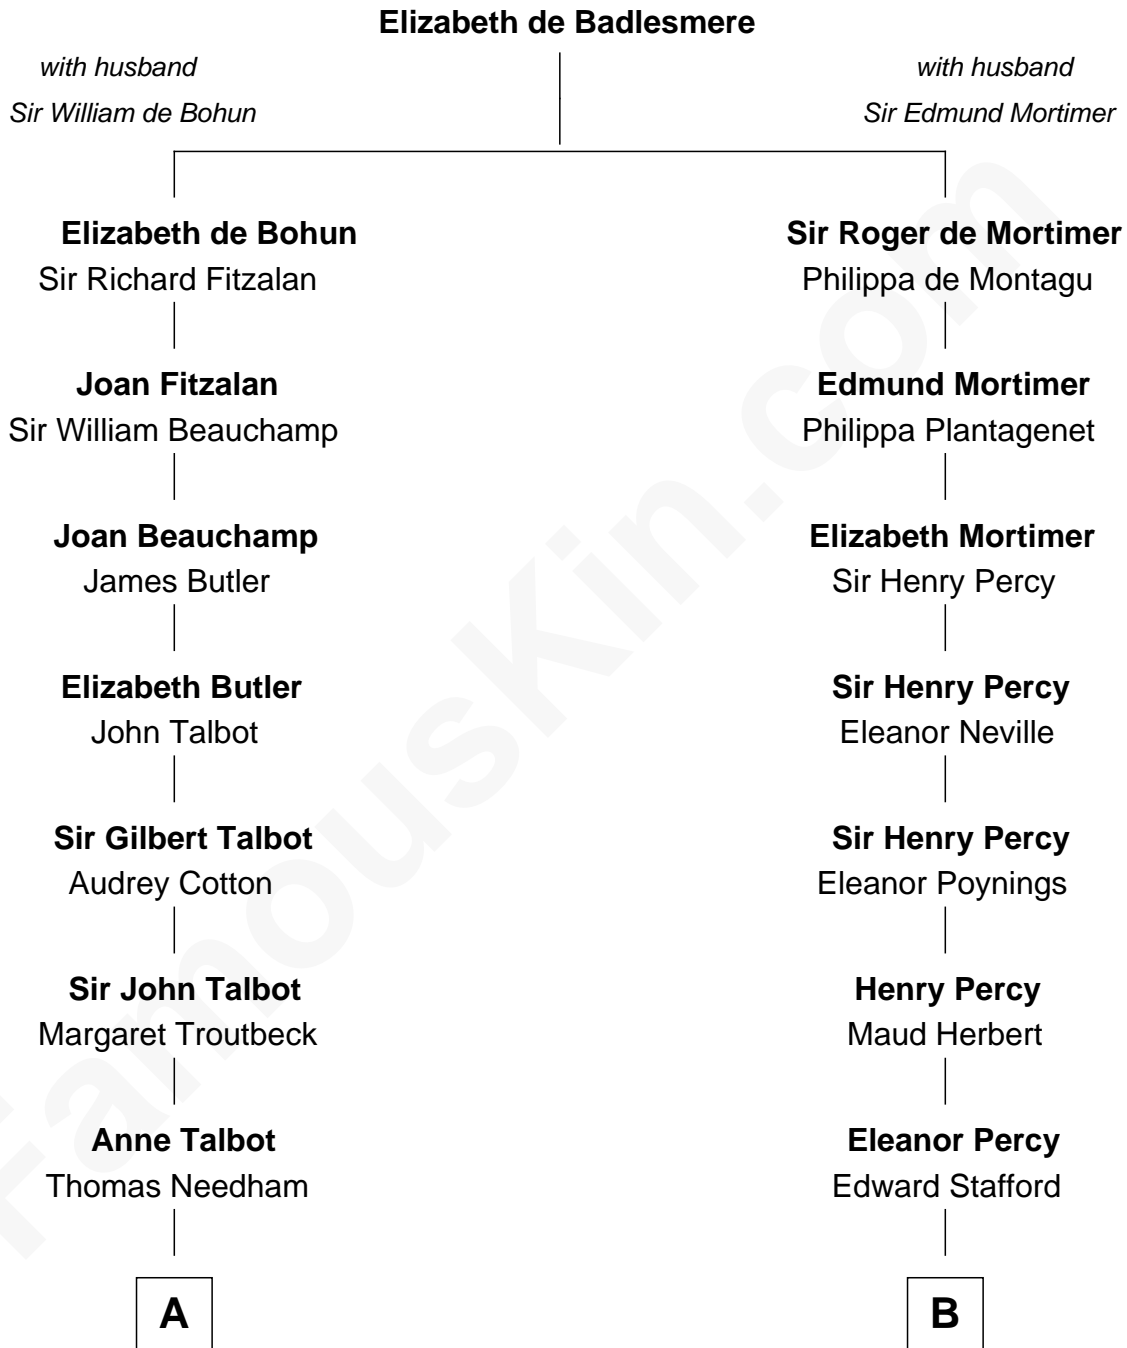 Elizabeth de Badlesmere
with husband
Sir William de Bohun
with husband
Sir Edmund Mortimer
Elizabeth de Bohun
Sir Richard Fitzalan
Sir Roger de Mortimer
Philippa de Montagu
Joan Fitzalan
Sir William Beauchamp
Edmund Mortimer
Philippa Plantagenet
Joan Beauchamp
James Butler
Elizabeth Mortimer
Sir Henry Percy
Elizabeth Butler
John Talbot
Sir Henry Percy
Eleanor Neville
Sir Gilbert Talbot
Audrey Cotton
Sir Henry Percy
Eleanor Poynings
Sir John Talbot
Margaret Troutbeck
Henry Percy
Maud Herbert
Anne Talbot
Thomas Needham
Eleanor Percy
Edward Stafford
A
B
FamousKin.com